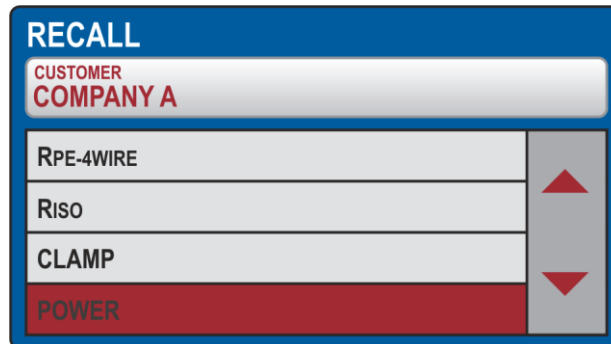 RECALL
CUSTOMER
COMPANY A
RPE-4WIRE
RISO
CLAMP
POWER